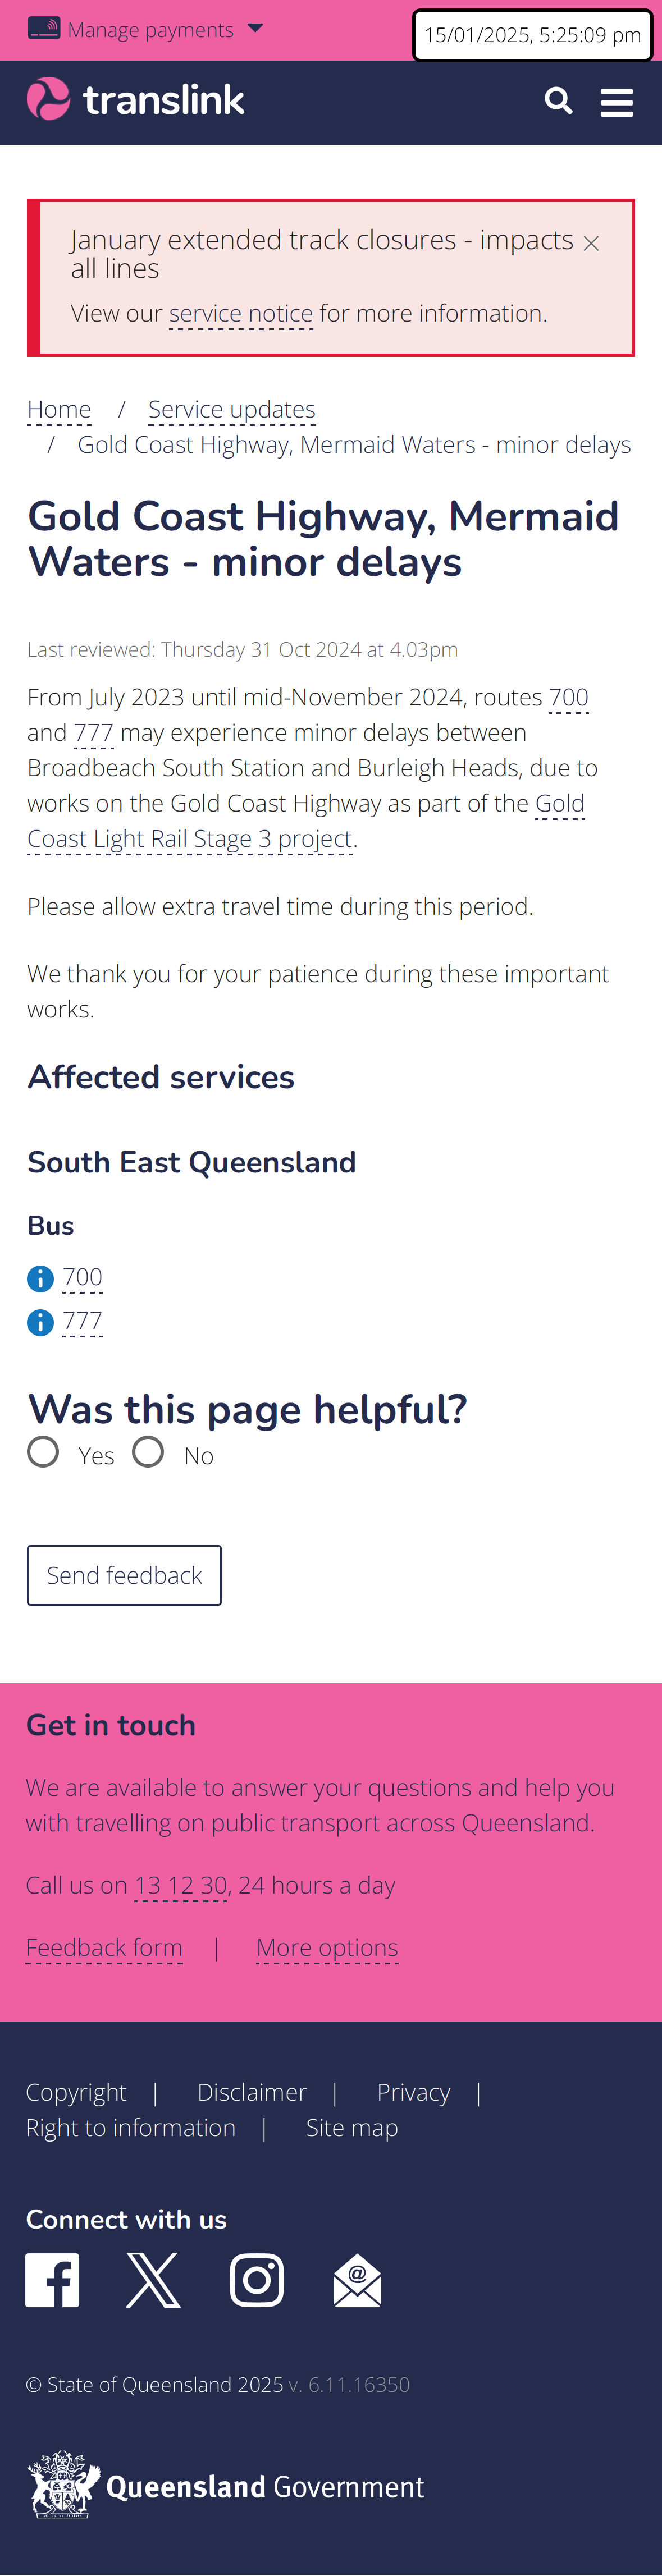 Manage payments
15/01/2025, 5:25:09 pm
translink
January extended track closures - impacts
all lines
View our service notice for more information.
Home / Service updates
/ Gold Coast Highway, Mermaid Waters - minor delays
Gold Coast Highway, Mermaid
Waters - minor delays
Last reviewed: Thursday 31 Oct 2024 at 4.03pm
From July 2023 until mid-November 2024, routes 700
and 777 may experience minor delays between
Broadbeach South Station and Burleigh Heads, due to
works on the Gold Coast Highway as part of the Gold
Coast Light Rail Stage 3 project.
Please allow extra travel time during this period.
We thank you for your patience during these important
works.
Affected services
South East Queensland
Bus
700
777
Was this page helpful?
Yes No
Send feedback
Get in touch
We are available to answer your questions and help you
with travelling on public transport across Queensland.
Call us on 13 12 30, 24 hours a day
Feedback form | More options
Copyright | Disclaimer | Privacy |
Right to information | Site map
Connect with us
© State of Queensland 2025 v. 6.11.16350
Queensland Government